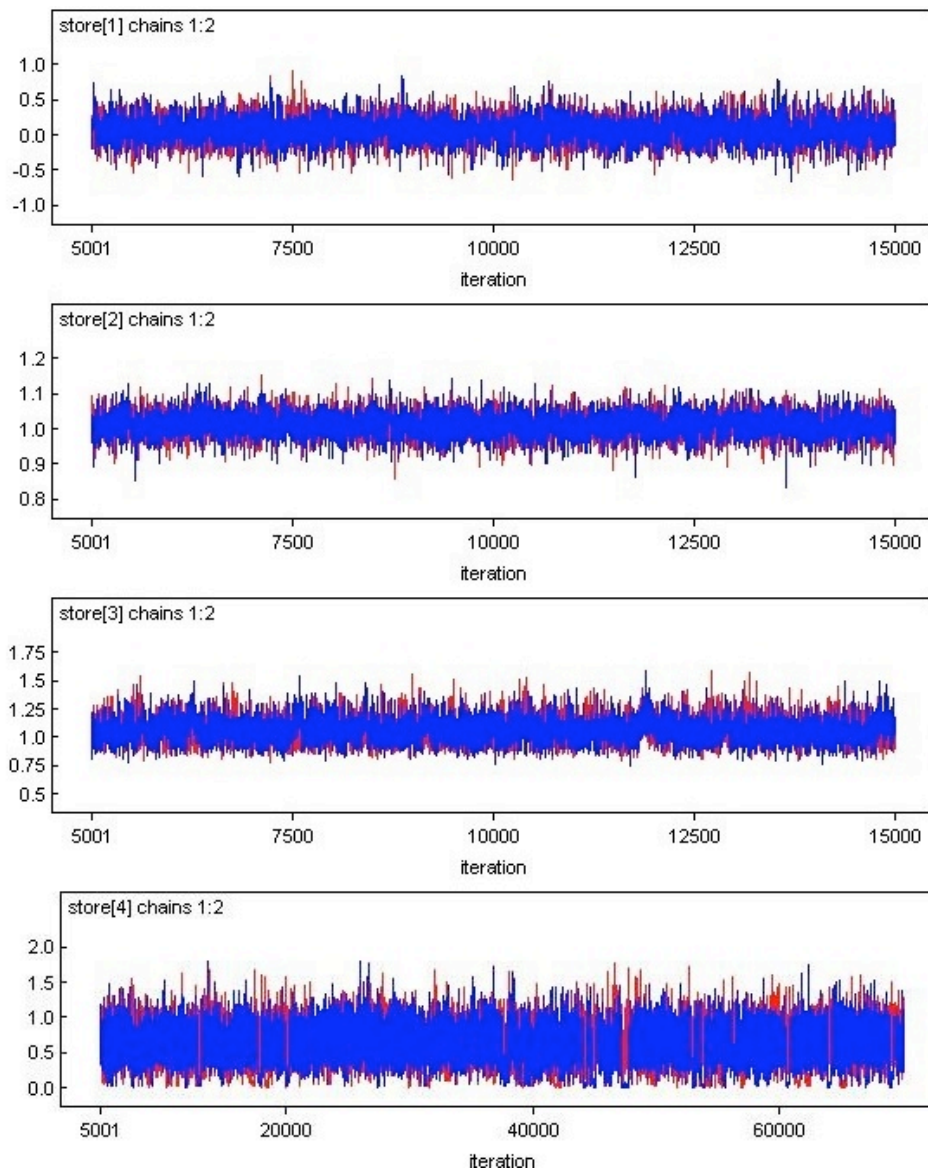 store[1] chains 1:2
1.0
0.5
0.0
-0.5
-1.0
5001 7500 10000 12500 15000
iteration
store[2] chains 1:2
1.2
1.1
1.0
0.9
0.8
5001 7500 10000 12500 15000
iteration
store[3] chains 1:2
1.75
1.5
1.25
1.0
0.75
0.5
5001 7500 10000 12500 15000
iteration
store[4] chains 1:2
2.0
1.5
1.0
0.5
0.0
5001 20000 40000 60000
iteration